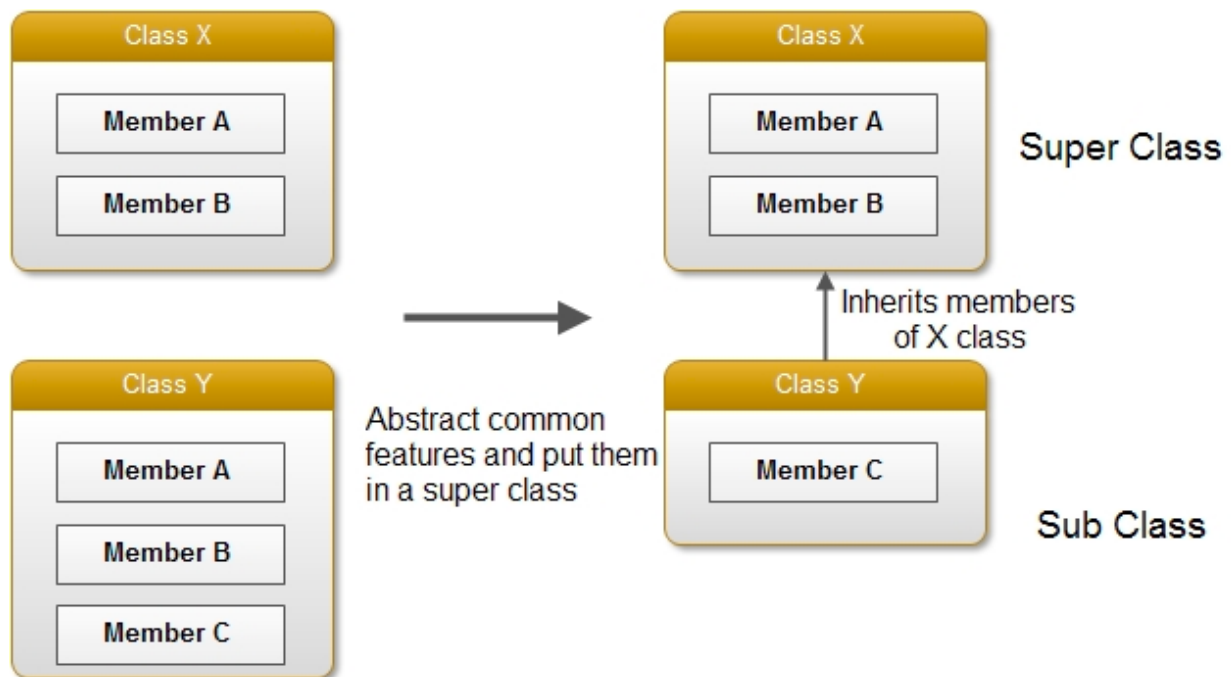 Class X
Member A
Member B
Class Y
Member A
Member B
Member C
Abstract common
features and put them
in a super class
Class X
Member A
Member B
Super Class
Inherits members
of X class
Class Y
Member C
Sub Class